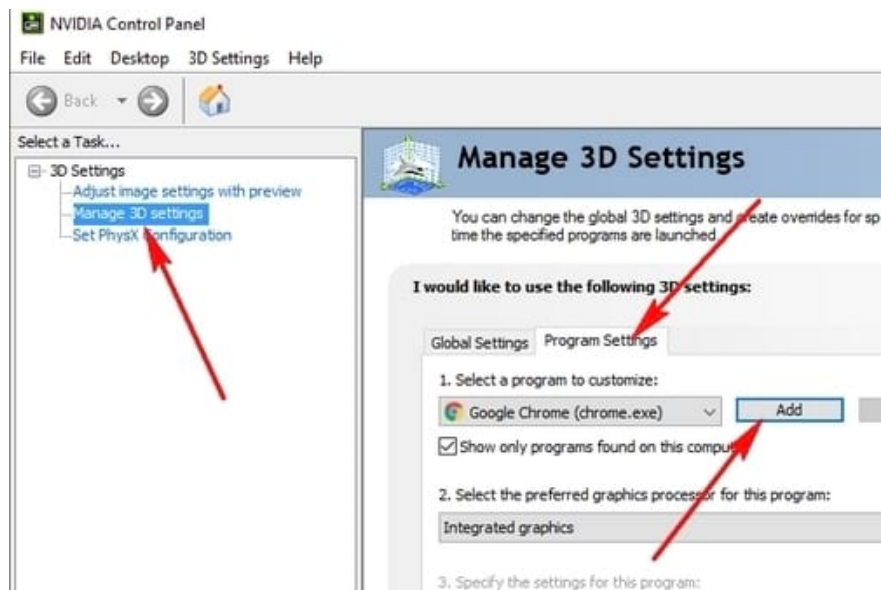 NVIDIA Control Panel
File Edit Desktop 3D Settings Help
Back
Select a Task...
3D Settings
Adjust image settings with preview
Manage 3D settings
Set PhysX Configuration
Manage 3D Settings
You can change the global 3D settings and create overrides for sp
time the specified programs are launched
I would like to use the following 3D settings:
Global Settings Program Settings
1. Select a program to customize:
Google Chrome (chrome.exe) Add
Show only programs found on this comput
2. Select the preferred graphics processor for this program:
Integrated graphics
3. Specify the settings for this program: